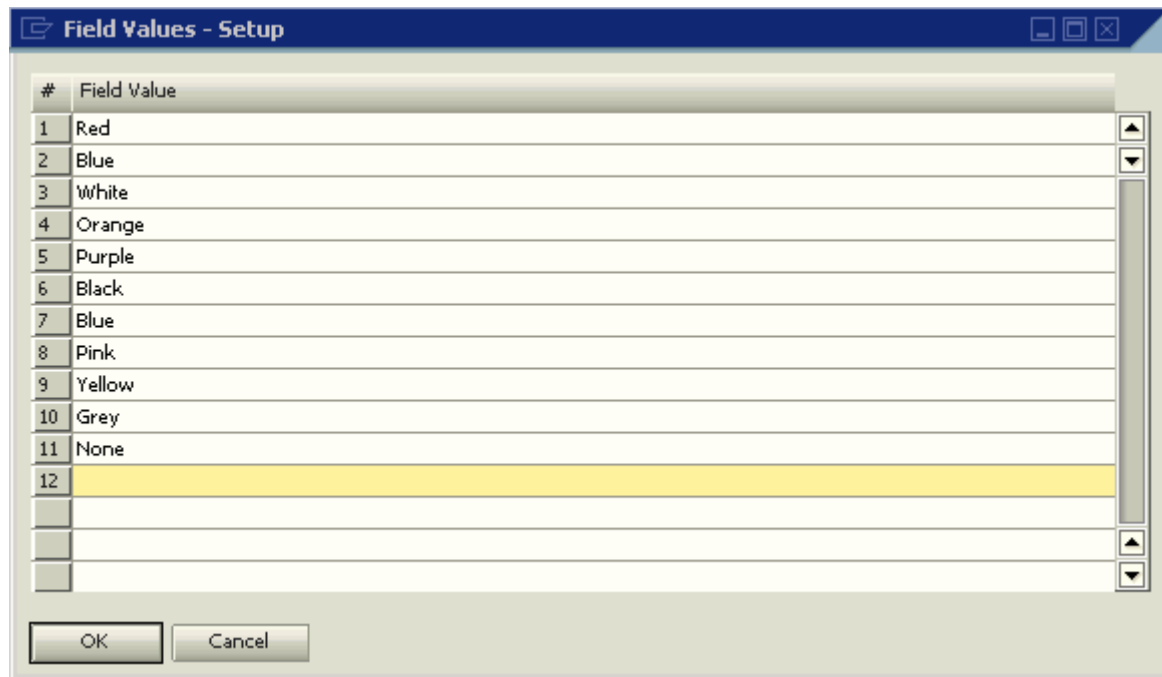 Field Values - Setup
# Field Value
1 Red
2 Blue
3 White
4 Orange
5 Purple
6 Black
7 Blue
8 Pink
9 Yellow
10 Grey
11 None
12
OK Cancel